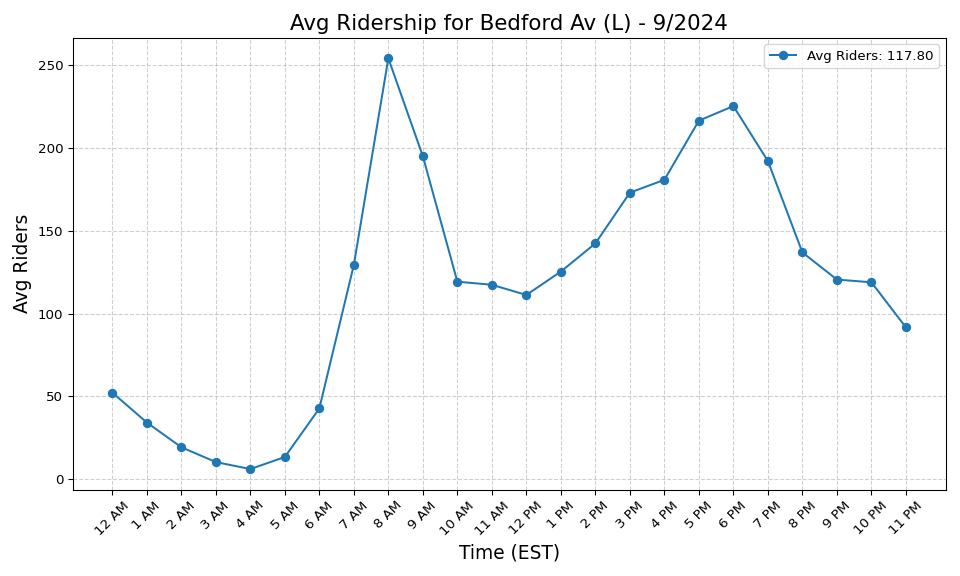 Avg Ridership for Bedford Av (L) - 9/2024
Avg Riders: 117.80
Avg Riders
250
200
150
100
50
0
12 AM
1 AM
2 AM
3 AM
4 AM
5 AM
6 AM
7 AM
8 AM
9 AM
10 AM
11 AM
12 PM
1 PM
2 PM
3 PM
4 PM
5 PM
6 PM
7 PM
8 PM
9 PM
10 PM
11 PM
Time (EST)